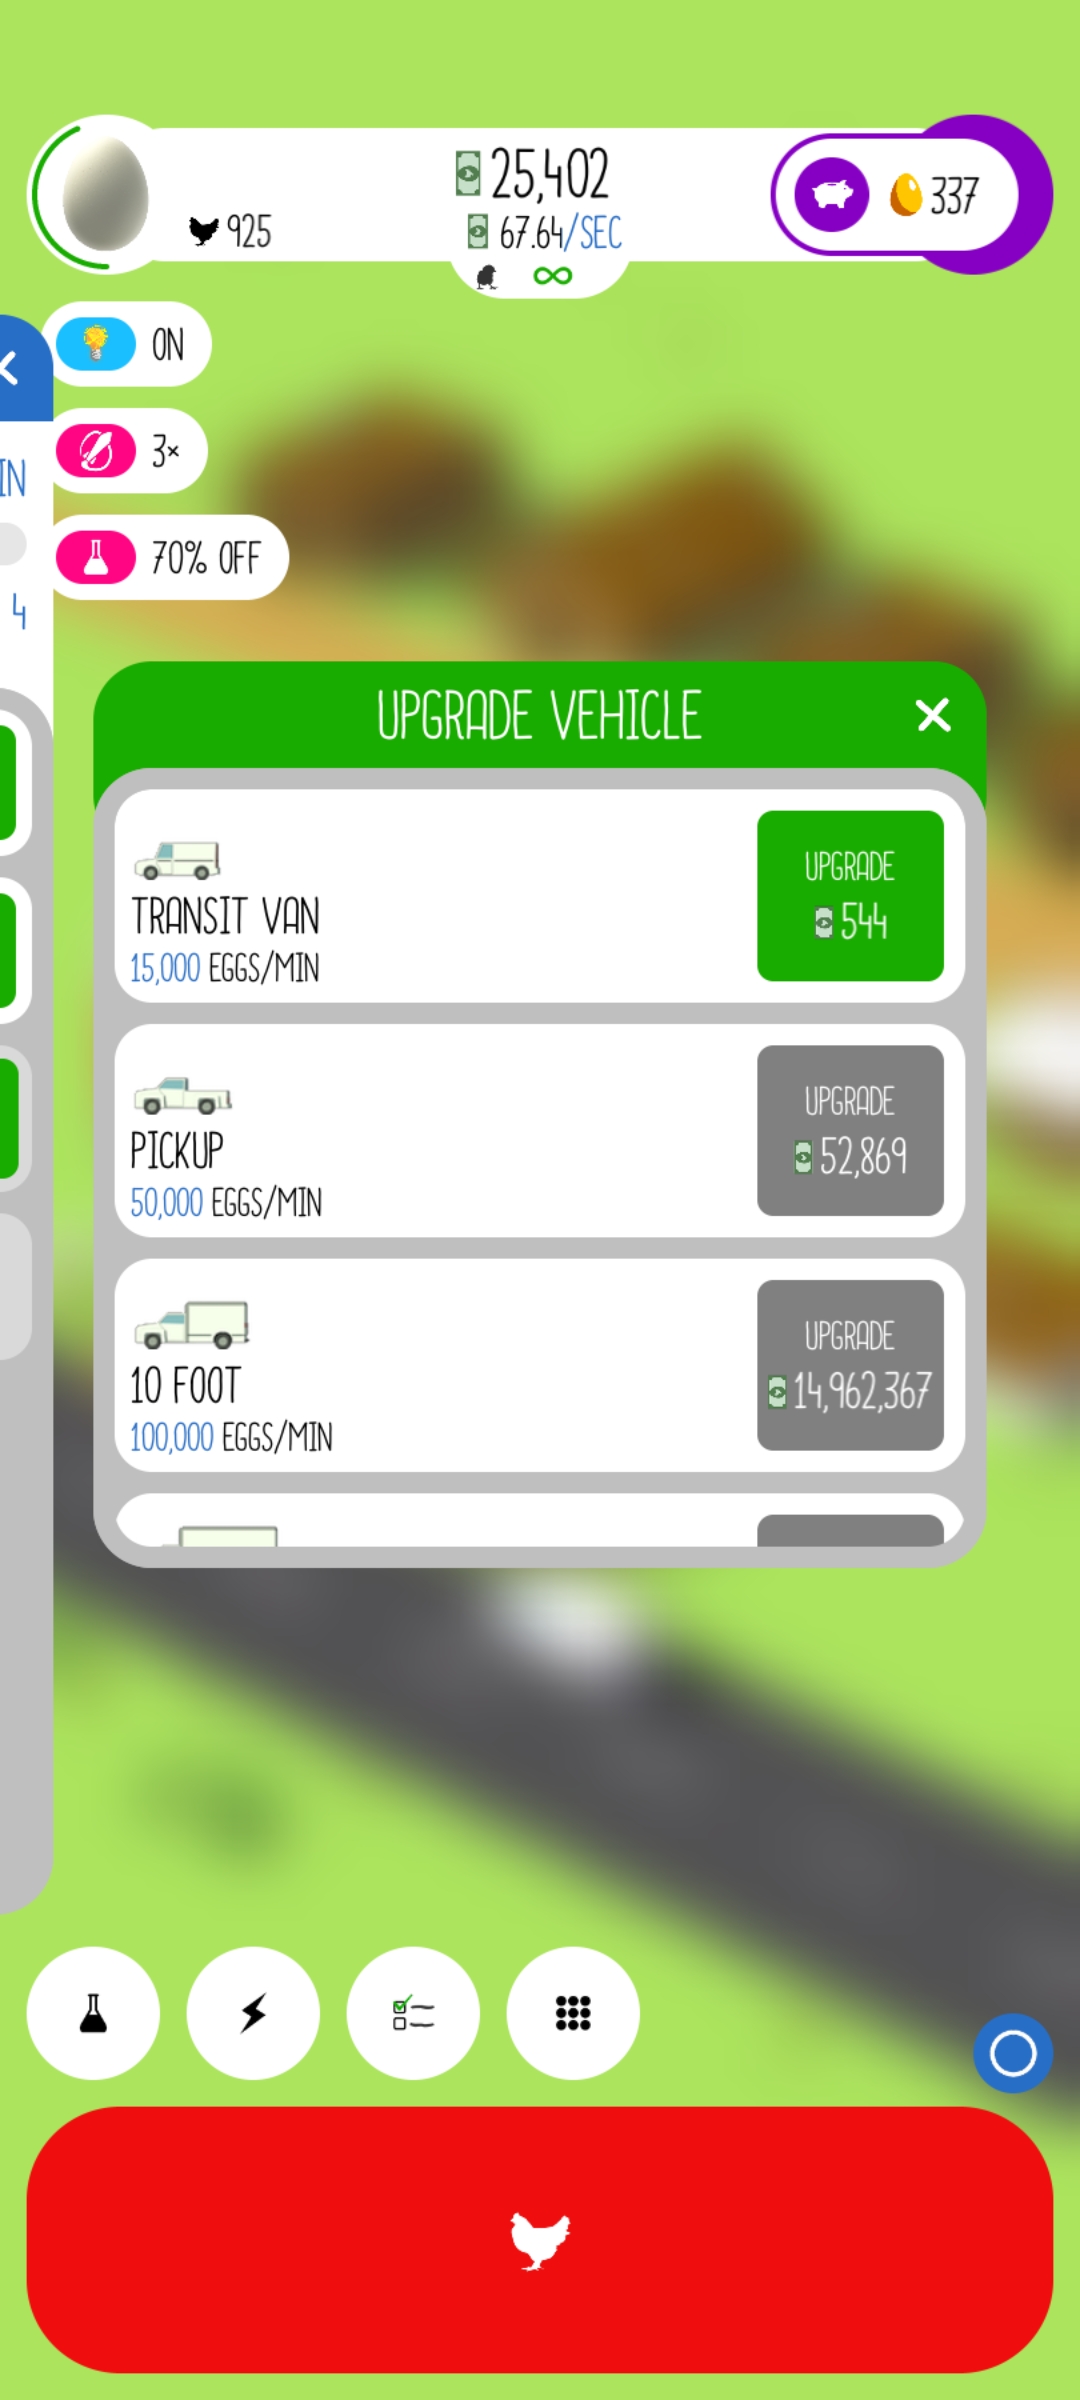 25,402
925
67.64/SEC
337
ON
3×
IN
70% OFF
4
UPGRADE VEHICLE
UPGRADE
544
TRANSIT VAN
15,000 EGGS/MIN
UPGRADE
52,869
PICKUP
50,000 EGGS/MIN
UPGRADE
14,962,367
10 FOOT
100,000 EGGS/MIN